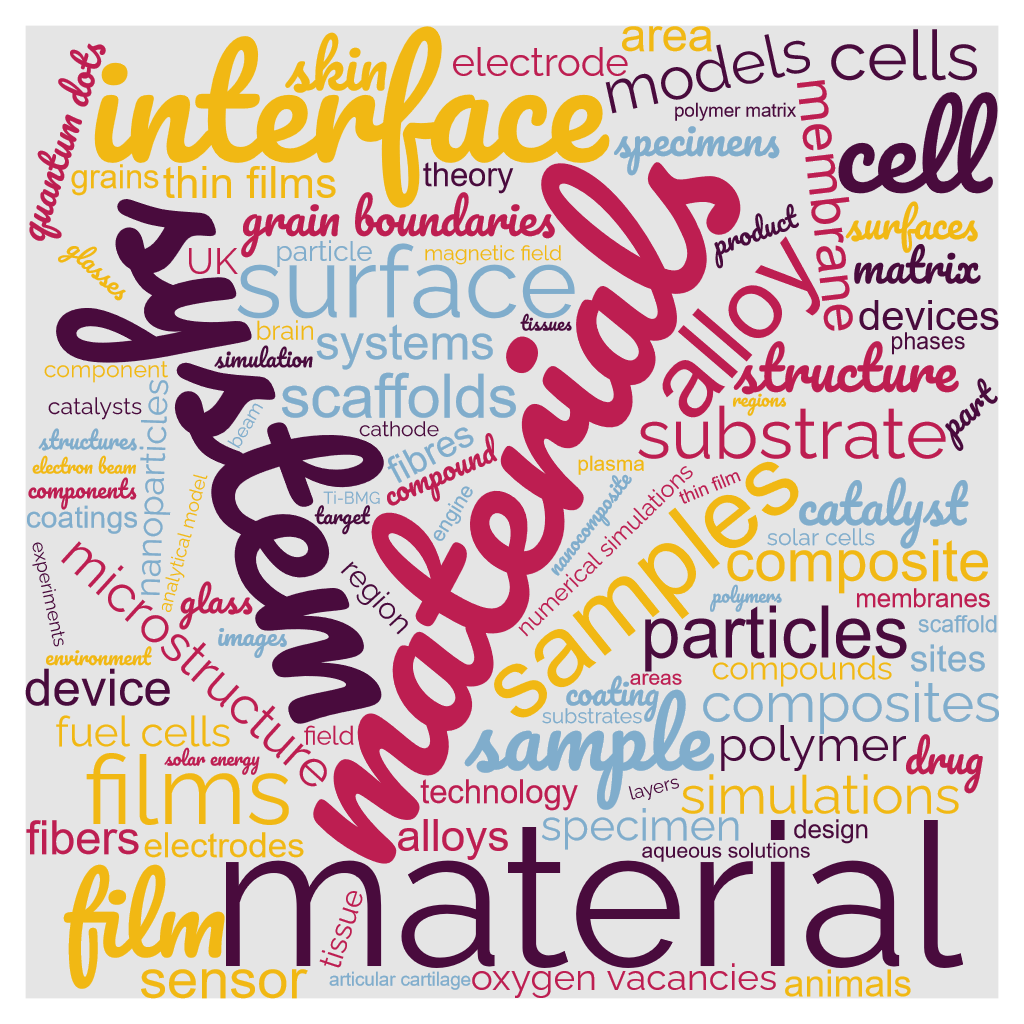 quantum dots
skin
interface
electrode
area
models
cells
polymer matrix
membrane
specimens
cell
grains
thin films
theory
grain boundaries
materials
product
surfaces
glasses
system
UK
particle
magnetic field
surface
alloy
matrix
devices
phases
brain
tissues
systems
simulation
component
structure
regions
part
catalysts
nanoparticles
beam
scaffolds
cathode
substrate
structures
electron beam
components
coatings
analytical model
Ti-BMG
target
fibres
compound
engine
plasma
nanocomposite
numerical simulations
thin film
samples
catalyst
solar cells
composite
experiments
microstructure
glass
region
images
polymers
membranes
environment
particles
scaffold
device
compounds
sites
areas
coating
substrates
composites
fuel cells
field
solar energy
sample
polymer
drug
films
technology
layers
simulations
fibers
electrodes
alloys
specimen
design
aqueous solutions
film
material
tissue
sensor
articular cartilage
oxygen vacancies
animals